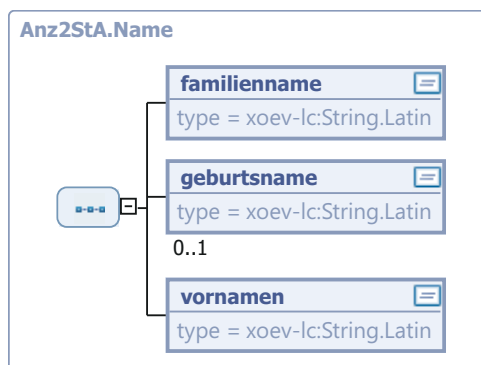 Anz2StA.Name
familienname
type = xoev-lc:String.Latin
geburtsname
type = xoev-lc:String.Latin
0..1
vornamen
type = xoev-lc:String.Latin